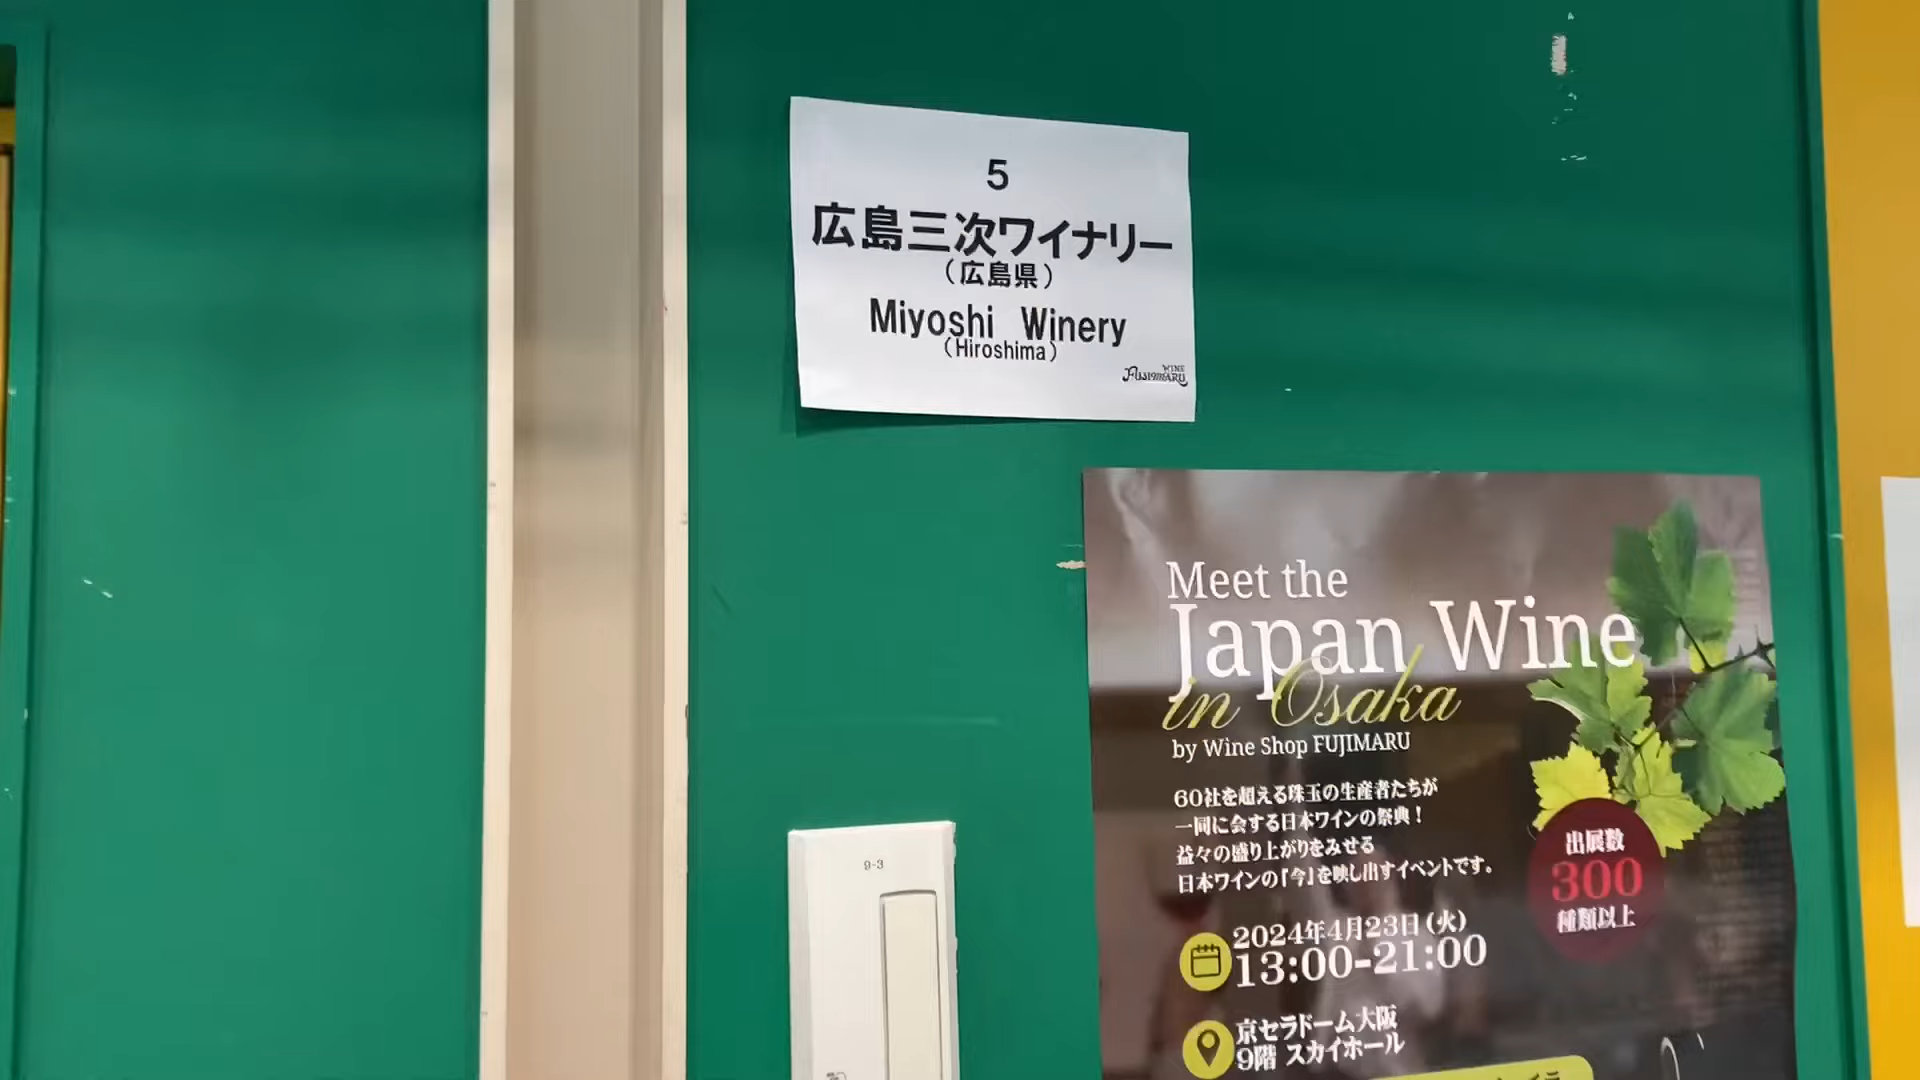 5
広島三次ワイナリー
（広島県）
Miyoshi Winery
（Hiroshima）
WINE
FUJIMARU
Meet the
Japan Wine
in Osaka
by Wine Shop FUJIMARU
60社を超える珠玉の生産者たちが
一同に会する日本ワインの祭典！
益々の盛り上がりをみせる
日本ワインの「今」を映し出すイベントです。
出展数
300
種類以上
2024年4月23日（火）
13:00-21:00
京セラドーム大阪
9階 スカイホール
9-3